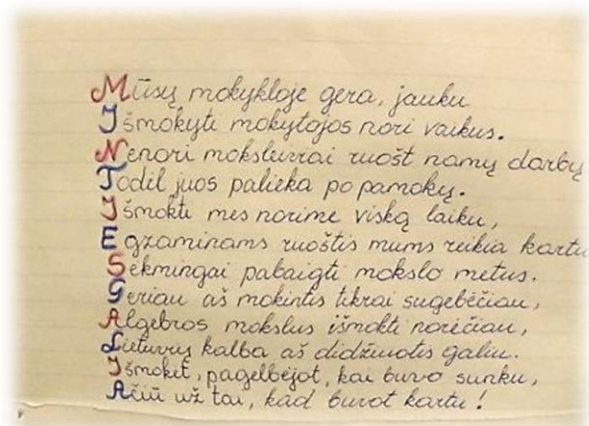 Mūsų mokykloje gera, jauku
Išmokyti mokytojos nori vaikus.
Nenori moksleiviai ruošt namų darbų
Todėl juos palieka po pamokų.
Išmokti mes norime viską laiku,
Egzaminams ruoštis mums reikia kartu
Sėkmingai pabaigti mokslo metus.
Geriau aš mokintis tikrai sugebėčiau,
Algebros mokslus išmokti norėčiau,
Lietuvių kalba aš didžiuotis galiu.
Išmokėt, pagelbėjot, kai buvo sunku,
Ačiū už tai, kad buvot kartu!